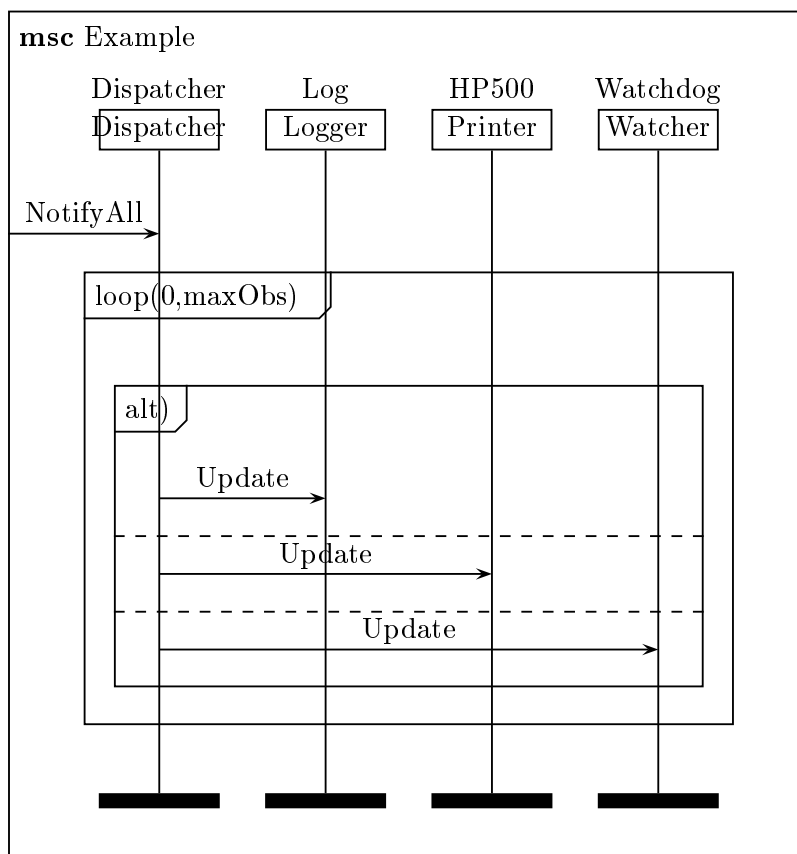 msc Example
Dispatcher Log HP500 Watchdog
Dispatcher Logger Printer Watcher
NotifyAll
loop(0,maxObs)
alt)
Update
Update
Update